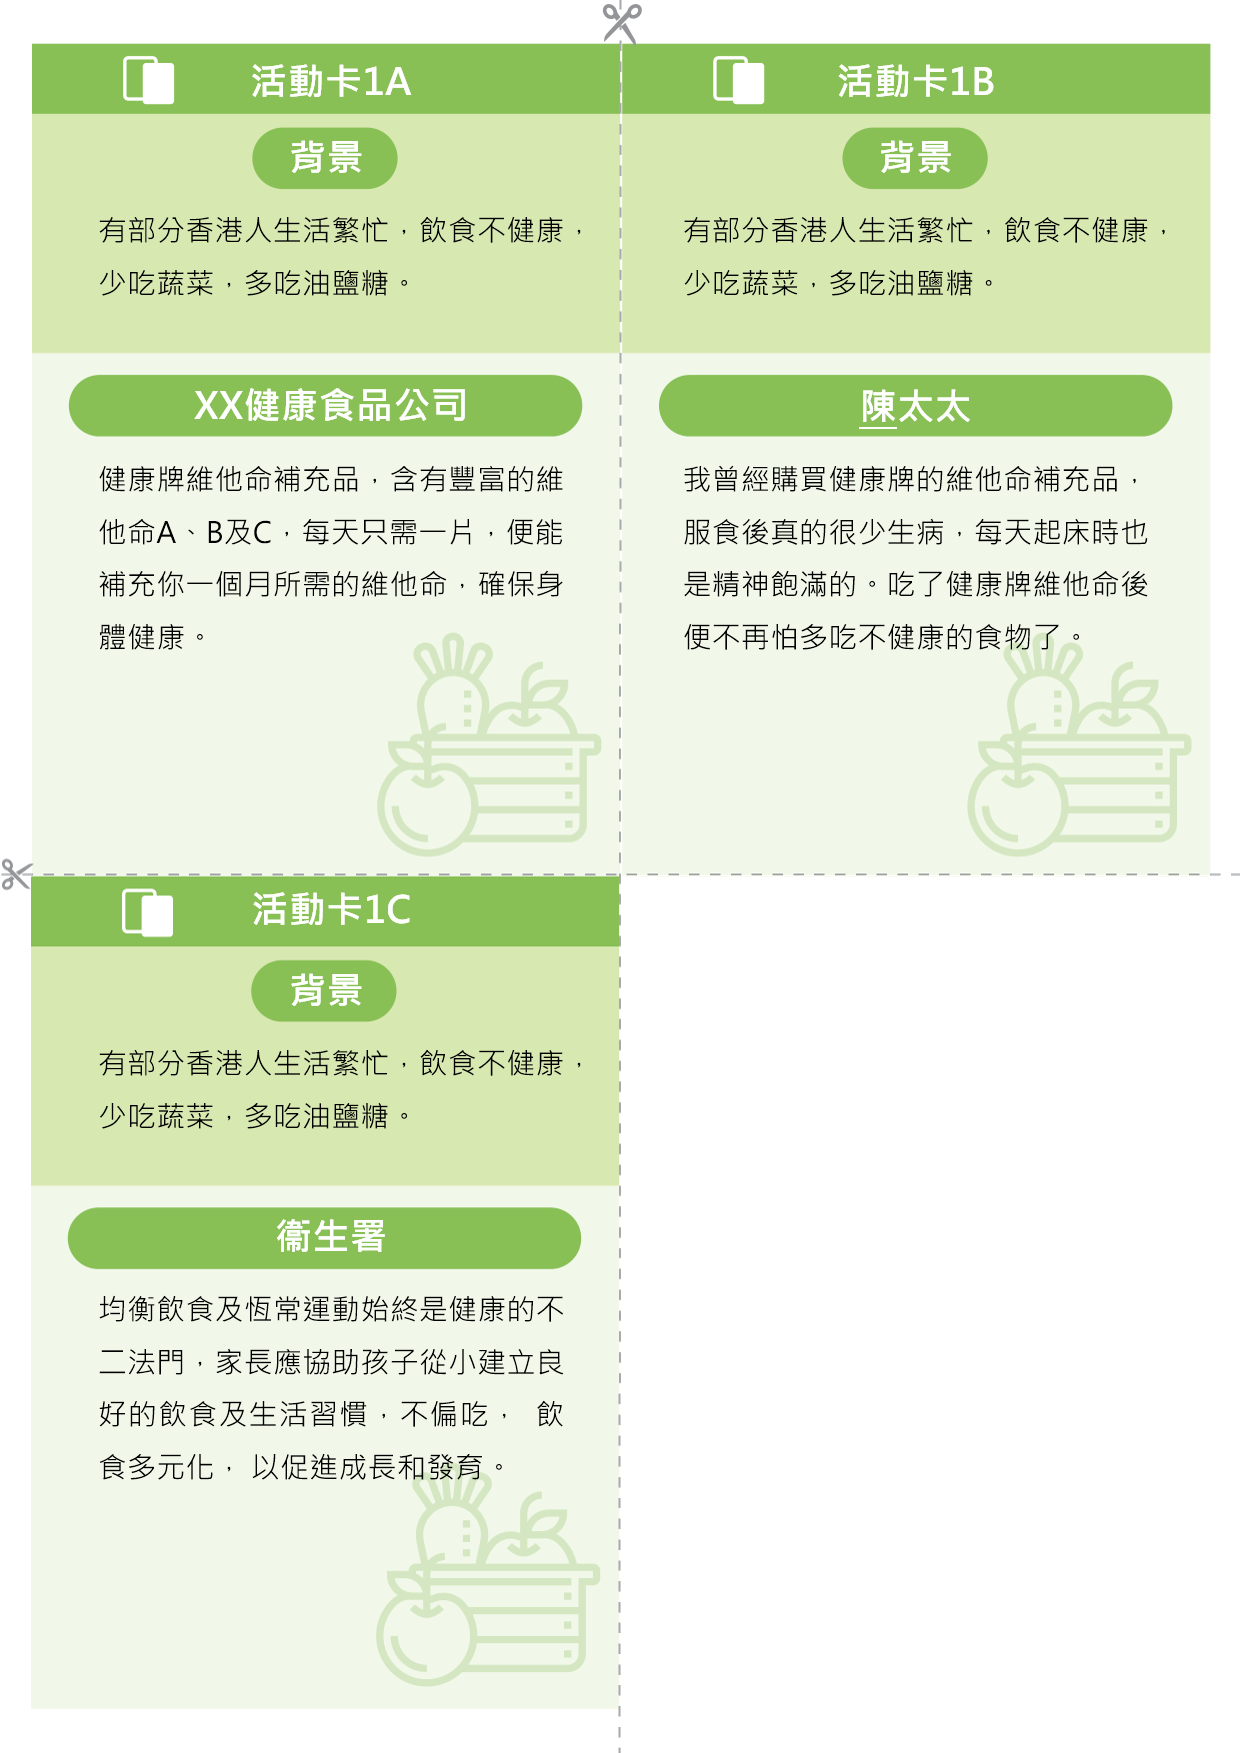 活動卡1A
背景
有部分香港人生活繁忙，飲食不健康，
少吃蔬菜，多吃油鹽糖。
XX健康食品公司
健康牌維他命補充品，含有豐富的維
他命A、B及C，每天只需一片，便能
補充你一個月所需的維他命，確保身
體健康。
活動卡1B
背景
有部分香港人生活繁忙，飲食不健康，
少吃蔬菜，多吃油鹽糖。
陳太太
我曾經購買健康牌的維他命補充品，
服食後真的很少生病，每天起床時也
是精神飽滿的。吃了健康牌維他命後
便不再怕多吃不健康的食物了。
活動卡1C
背景
有部分香港人生活繁忙，飲食不健康，
少吃蔬菜，多吃油鹽糖。
衞生署
均衡飲食及恆常運動始終是健康的不
二法門，家長應協助孩子從小建立良
好的飲食及生活習慣，不偏吃， 飲
食多元化， 以促進成長和發育。